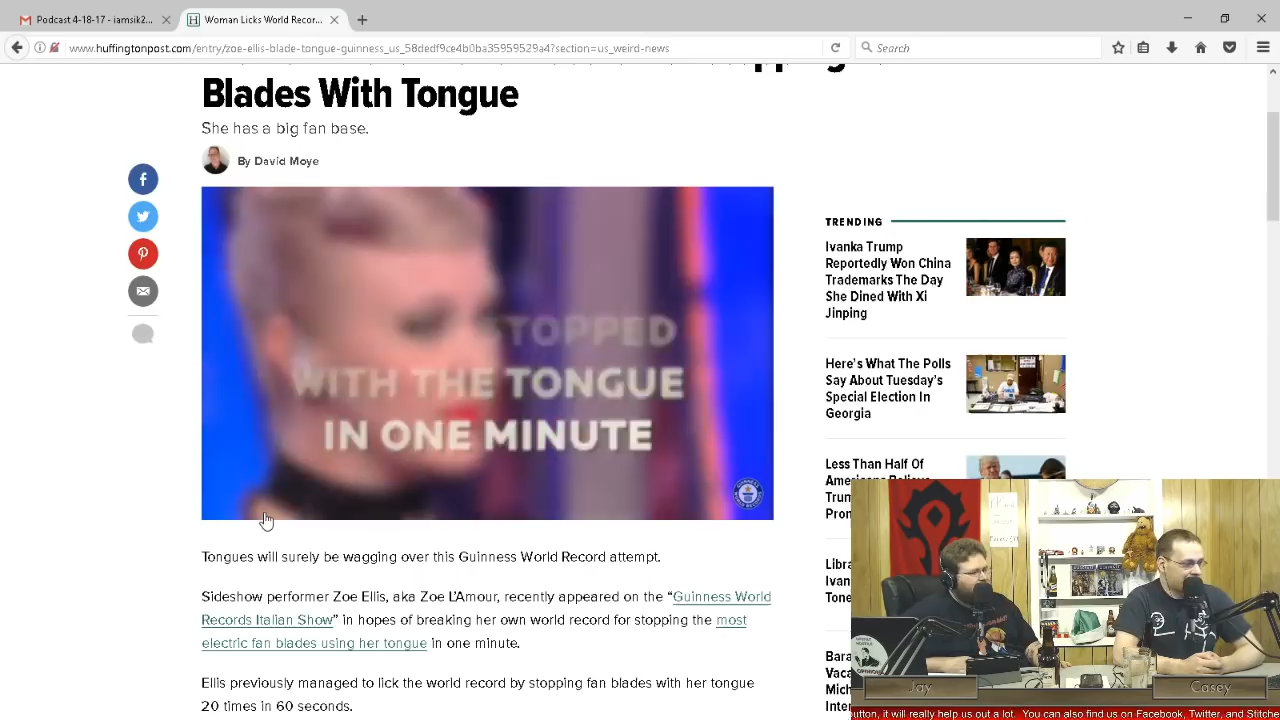 Podcast 4-18-17 - iamsik2...
Woman Licks World Recor...
www.huffingtonpost.com/entry/zoe-ellis-blade-tongue-guinness_us_58dedf9ce4b0ba35959529a4?section=us_weird-news
Search
Blades With Tongue
She has a big fan base.
By David Moye
STOPPED
WITH THE TONGUE
IN ONE MINUTE
Tongues will surely be wagging over this Guinness World Record attempt.
Sideshow performer Zoe Ellis, aka Zoe L'Amour, recently appeared on the “Guinness World
Records Italian Show” in hopes of breaking her own world record for stopping the most
electric fan blades using her tongue in one minute.
Ellis previously managed to lick the world record by stopping fan blades with her tongue
20 times in 60 seconds.
TRENDING
Ivanka Trump
Reportedly Won China
Trademarks The Day
She Dined With Xi
Jinping
Here's What The Polls
Say About Tuesday's
Special Election In
Georgia
Less Than Half Of
Jay
Casey
button, it will really help us out a lot. You can also find us on Facebook, Twitter, and Stitche